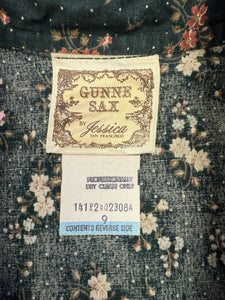 GUNNE
SAX
BY
Jessica
SAN FRANCISCO
PROFESSIONALLY
DRY CLEAN ONLY
9
CONTENTS REVERSE SIDE